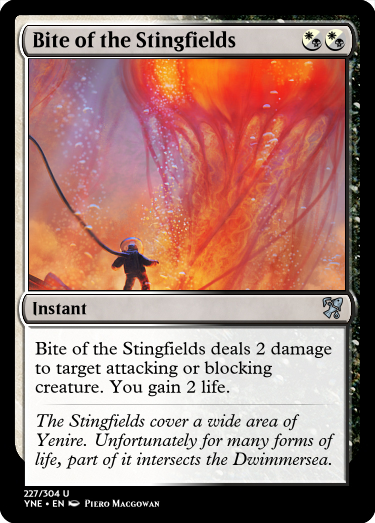 Bite of the Stingfields
Instant
Bite of the Stingfields deals 2 damage
to target attacking or blocking
creature. You gain 2 life.
The Stingfields cover a wide area of
Yenire. Unfortunately for many forms of
life, part of it intersects the Dwimmersea.
227/304 U
YNE • EN Piero Macgowan